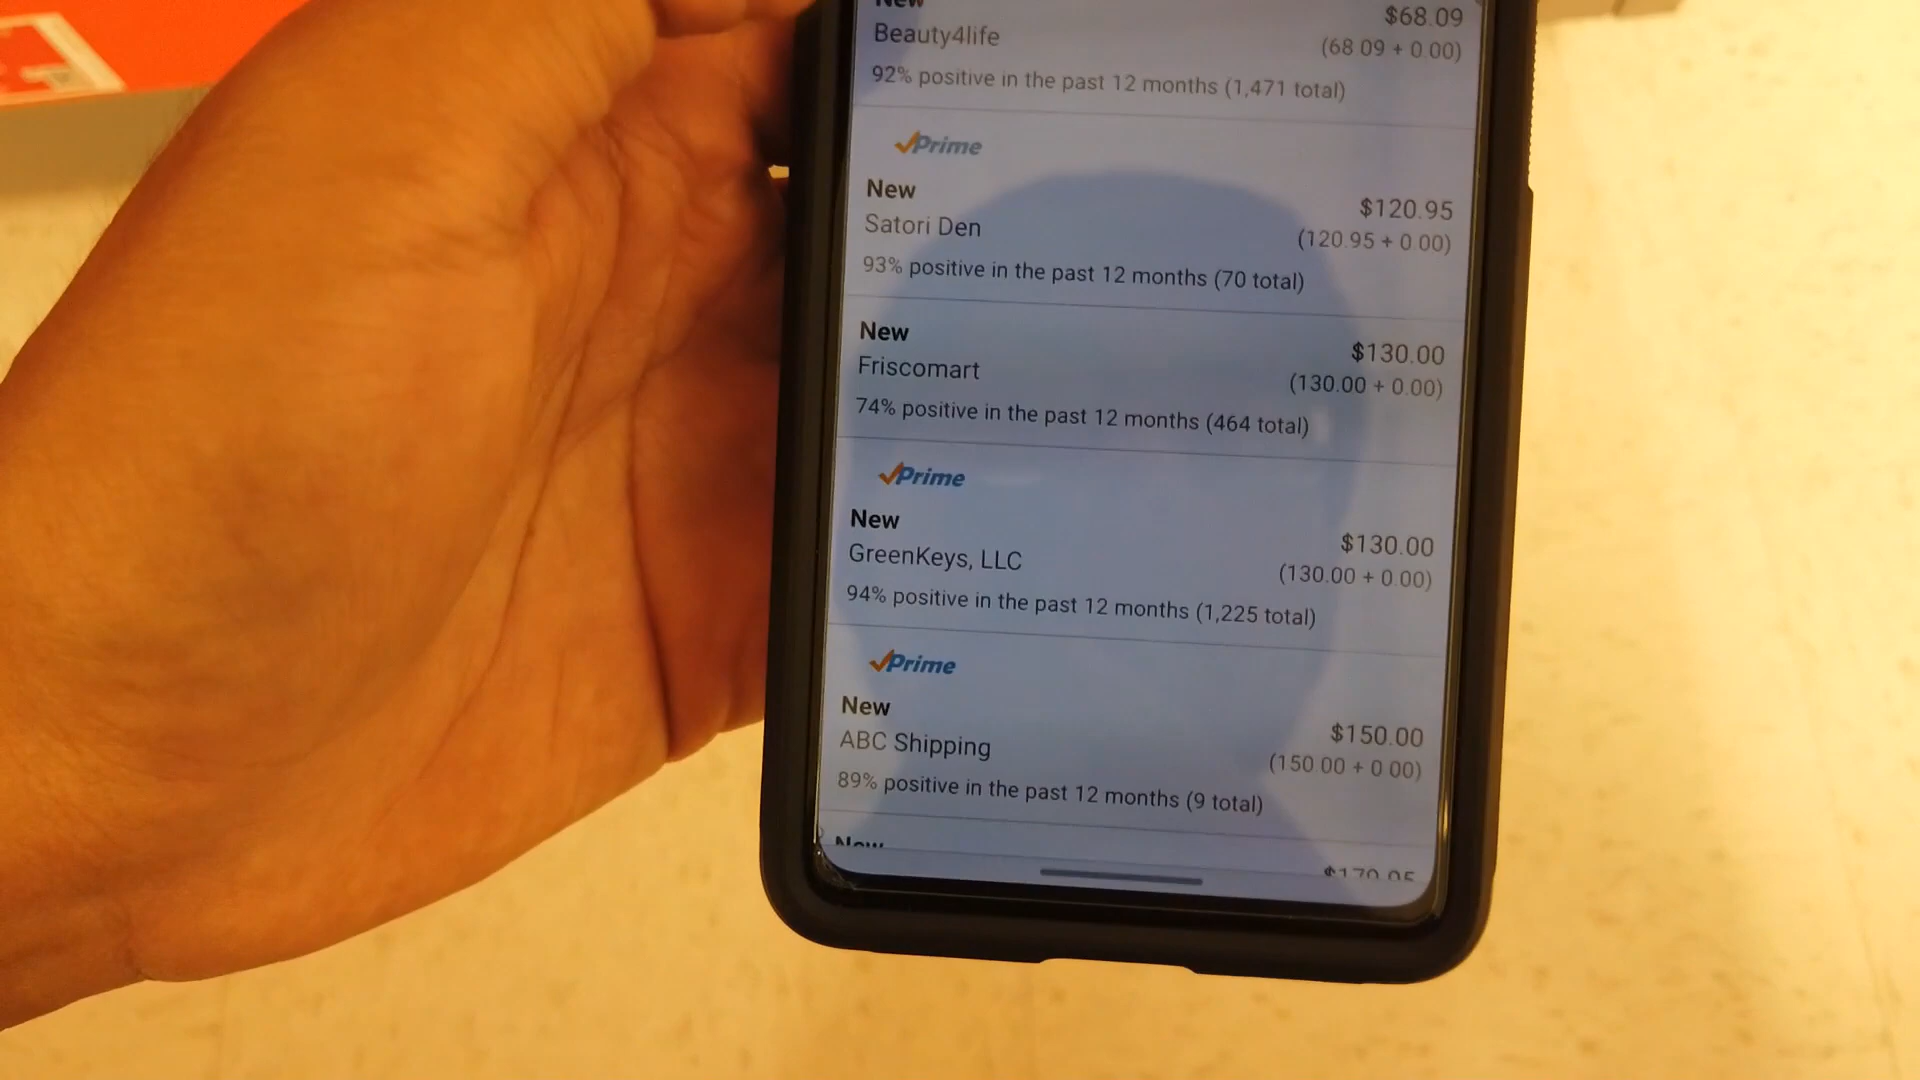 New
$68.09
Beauty4life
(68.09 + 0.00)
92% positive in the past 12 months (1,471 total)
Prime
New
$120.95
Satori Den
(120.95 + 0.00)
93% positive in the past 12 months (70 total)
New
$130.00
Friscomart
(130.00 + 0.00)
74% positive in the past 12 months (464 total)
Prime
New
$130.00
GreenKeys, LLC
(130.00 + 0.00)
94% positive in the past 12 months (1,225 total)
Prime
New
$150.00
ABC Shipping
(150.00 + 0.00)
89% positive in the past 12 months (9 total)
New